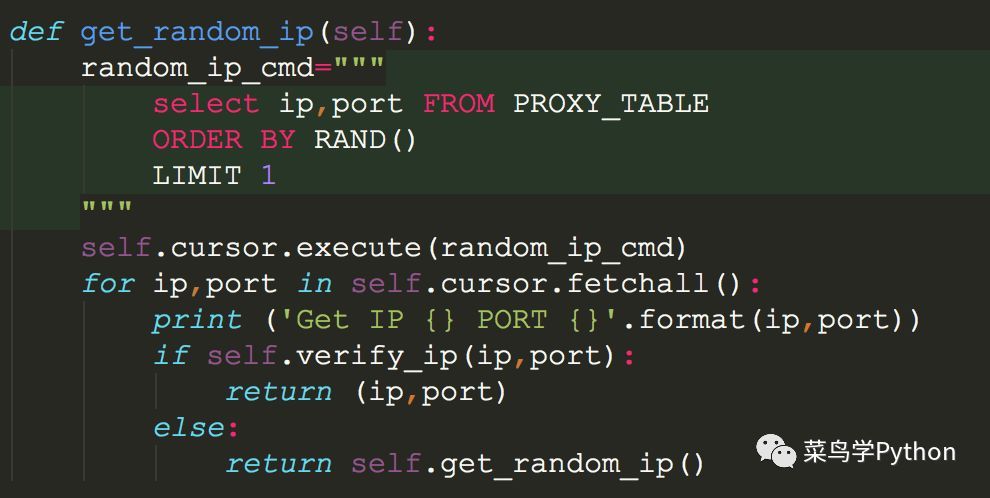 def get_random_ip(self):
    random_ip_cmd="""
        select ip,port FROM PROXY_TABLE
        ORDER BY RAND()
        LIMIT 1
    """
    self.cursor.execute(random_ip_cmd)
    for ip,port in self.cursor.fetchall():
        print ('Get IP {} PORT {}'.format(ip,port))
        if self.verify_ip(ip,port):
            return (ip,port)
        else:
            return self.get_random_ip()
菜鸟学Python